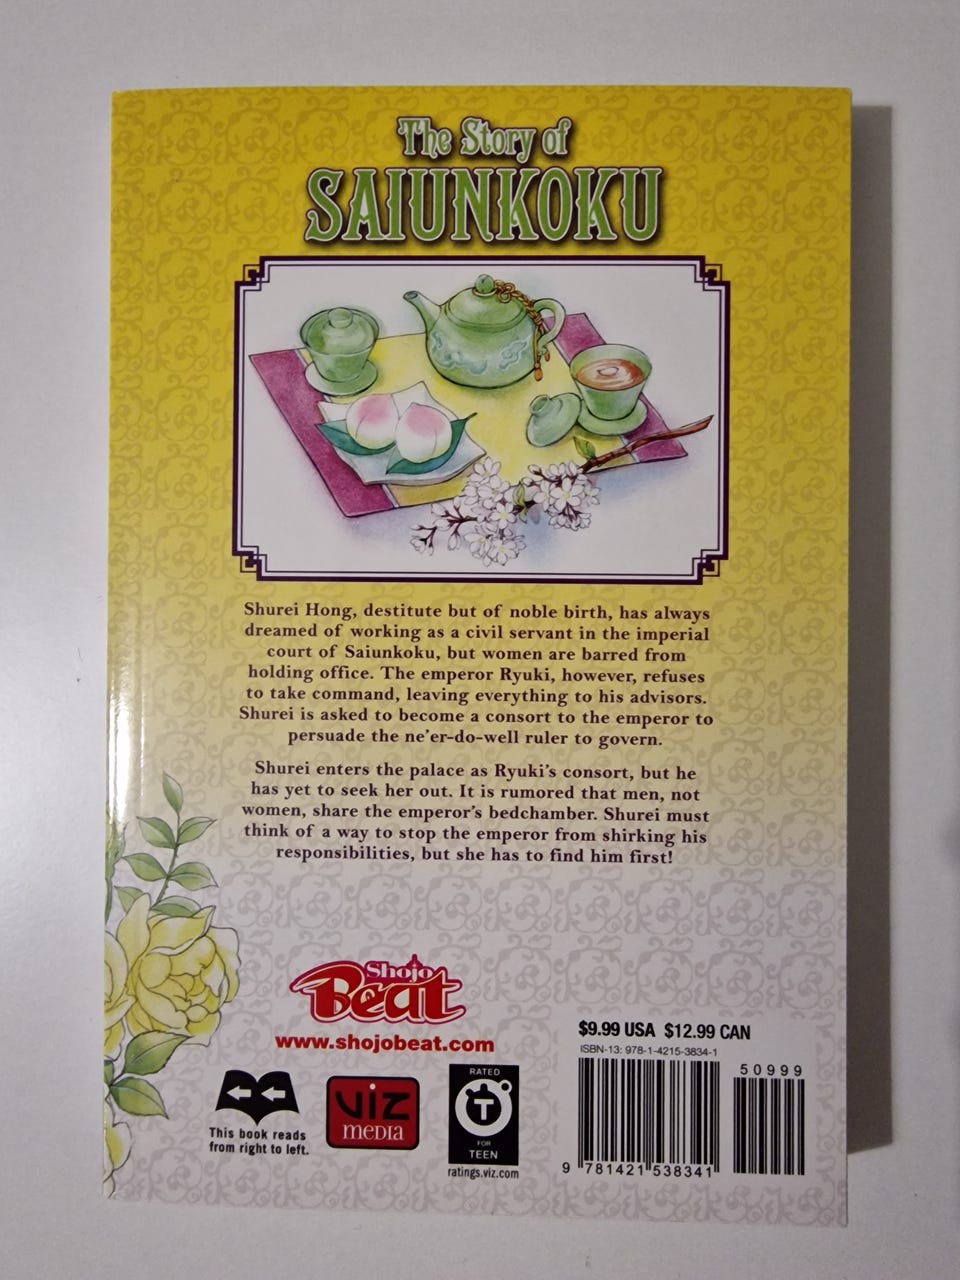 The Story of
SAIUNKOKU
Shurei Hong, destitute but of noble birth, has always
dreamed of working as a civil servant in the imperial
court of Saiunkoku, but women are barred from
holding office. The emperor Ryuki, however, refuses
to take command, leaving everything to his advisors.
Shurei is asked to become a consort to the emperor to
persuade the ne'er-do-well ruler to govern.
Shurei enters the palace as Ryuki's consort, but he
has yet to seek her out. It is rumored that men, not
women, share the emperor's bedchamber. Shurei must
think of a way to stop the emperor from shirking his
responsibilities, but she has to find him first!
Shojo
Beat
www.shojobeat.com
This book reads
from right to left.
VIZ
MEDIA
RATED
T
FOR
TEEN
ratings.viz.com
$9.99 USA $12.99 CAN
ISBN-13: 978-1-4215-3834-1
50999
9 781421 538341